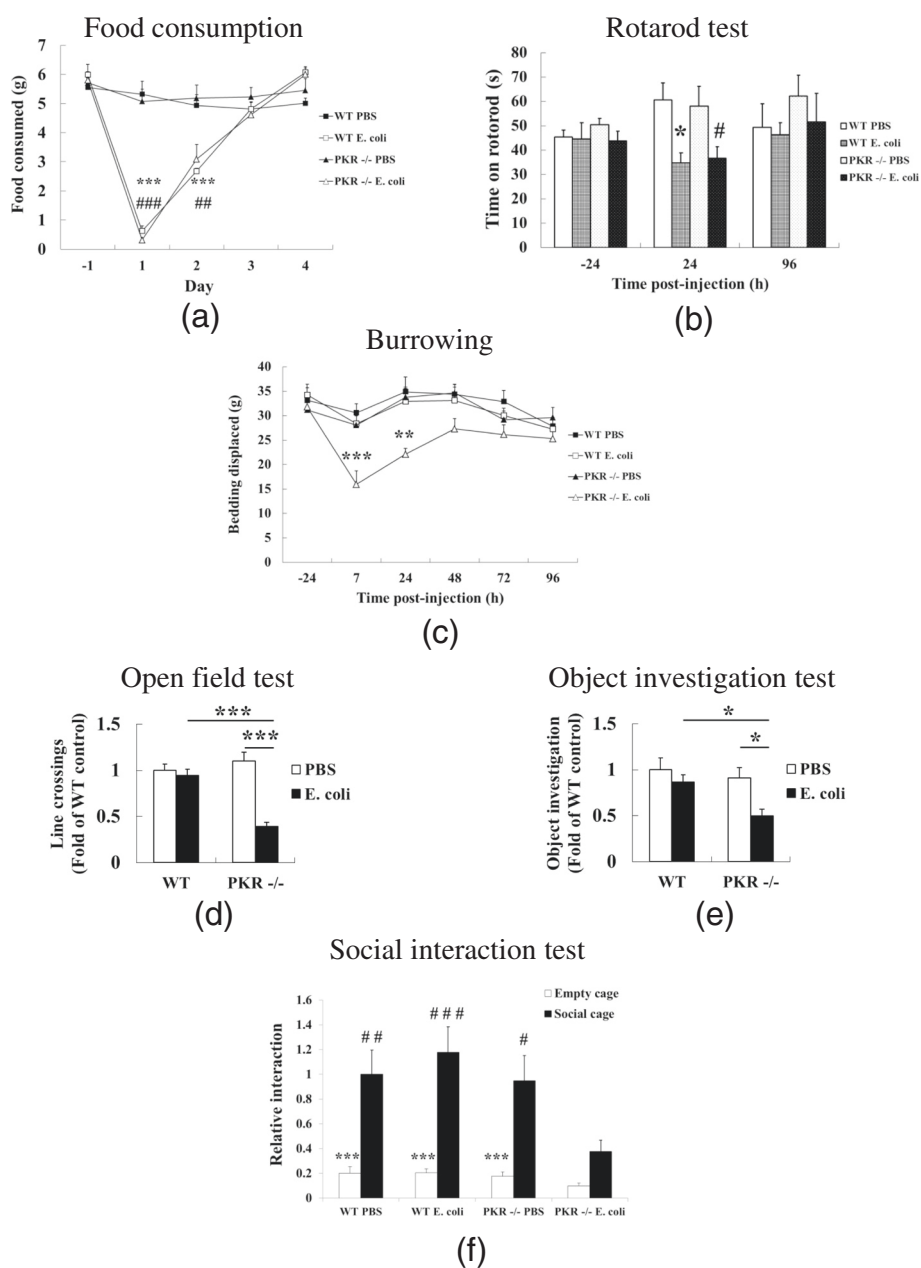 Food consumption
Food consumed (g)
7
6
5
4
3
2
1
0
***
###
***
##
-1 1 2 3 4
Day
WT PBS
WT E. coli
PKR -/- PBS
PKR -/- E. coli
(a)
Rotarod test
Time on rotorod (s)
80
70
60
50
40
30
20
10
0
* #
-24 24 96
Time post-injection (h)
WT PBS
WT E. coli
PKR -/- PBS
PKR -/- E. coli
(b)
Burrowing
Bedding displaced (g)
40
35
30
25
20
15
10
5
0
***
**
-24 7 24 48 72 96
Time post-injection (h)
WT PBS
WT E. coli
PKR -/- PBS
PKR -/- E. coli
(c)
Open field test
Line crossings
(Fold of WT control)
1.5
1
0.5
0
***
***
PBS
E. coli
WT PKR -/-
(d)
Object investigation test
Object investigation
(Fold of WT control)
1.5
1
0.5
0
*
*
PBS
E. coli
WT PKR -/-
(e)
Social interaction test
Empty cage
Social cage
Relative interaction
1.6
1.4
1.2
1
0.8
0.6
0.4
0.2
0
# # # # # #
*** *** ***
WT PBS WT E. coli PKR -/- PBS PKR -/- E. coli
(f)